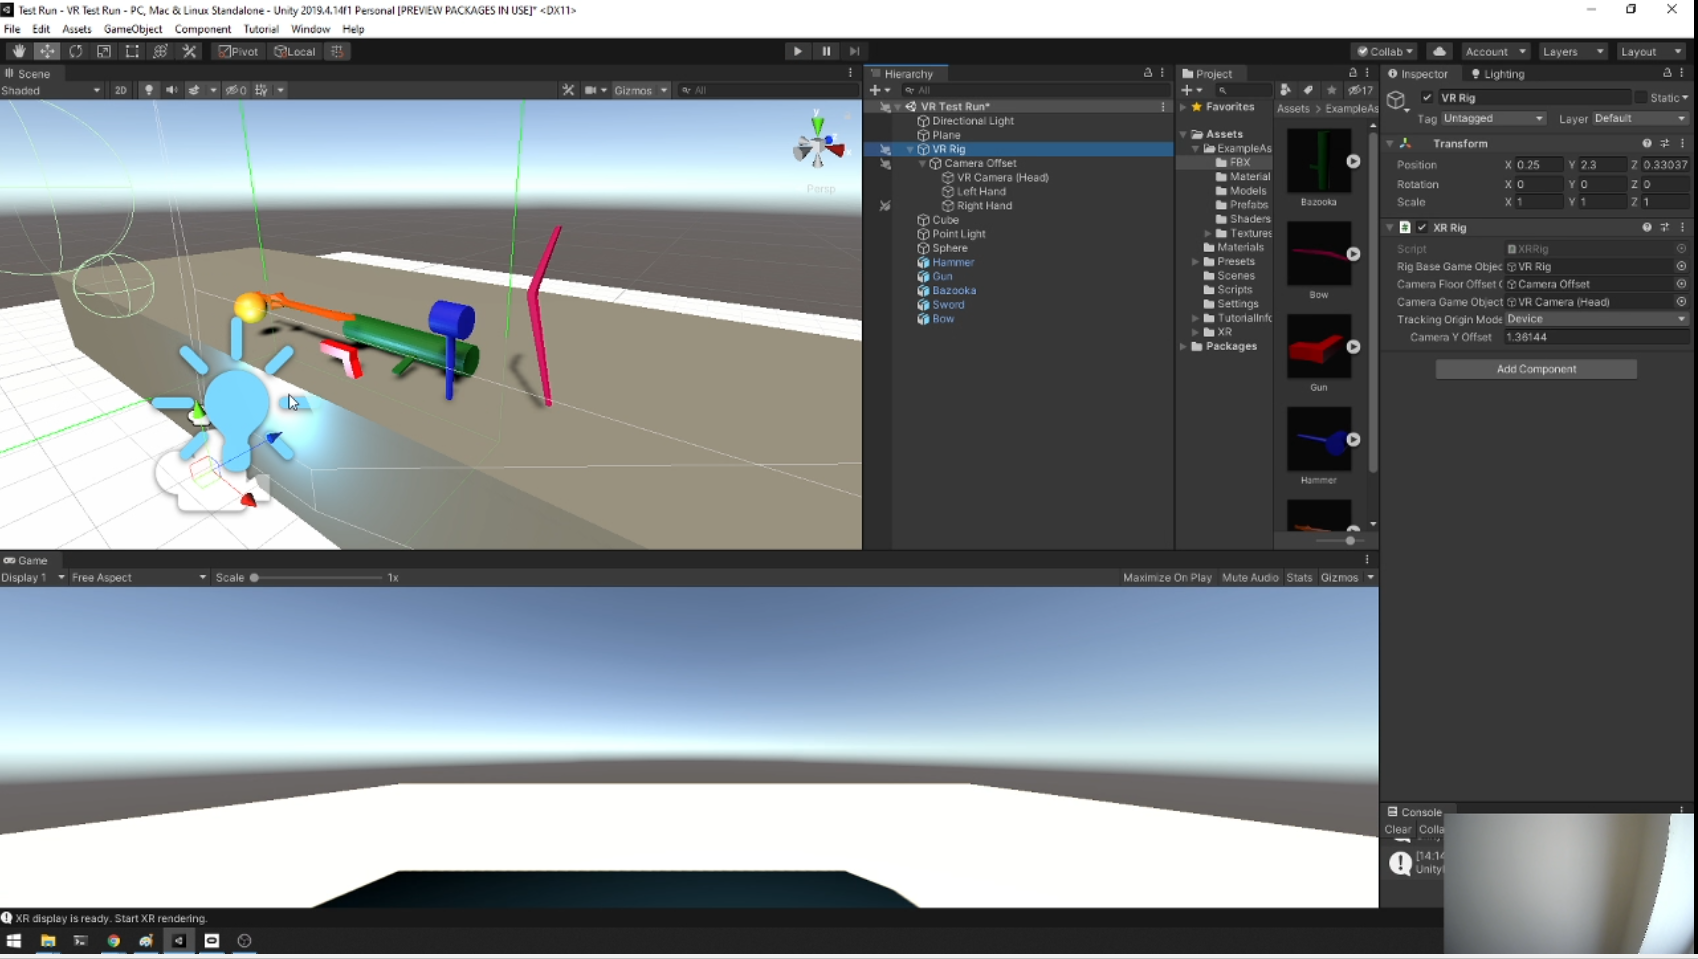 Test Run - VR Test Run - PC, Mac & Linux Standalone - Unity 2019.4.14f1 Personal [PREVIEW PACKAGES IN USE]* <DX11>
File Edit Assets GameObject Component Tutorial Window Help
Pivot Local Collab Account Layers Layout
Scene
Shaded 2D 0 Gizmos All
y
Persp
Hierarchy
All
VR Test Run*
Directional Light
Plane
VR Rig
Camera Offset
VR Camera (Head)
Left Hand
Right Hand
Cube
Point Light
Sphere
Hammer
Gun
Bazooka
Sword
Bow
Project
17
Favorites
Assets
ExampleAs
FBX
Material
Models
Prefabs
Shaders
Textures
Materials
Presets
Scenes
Scripts
Settings
TutorialInfo
XR
Packages
Assets > ExampleAs
Bazooka
Bow
Gun
Hammer
Inspector Lighting
VR Rig Static
Tag Untagged Layer Default
Transform
Position X 0.25 Y 2.3 Z 0.33037
Rotation X 0 Y 0 Z 0
Scale X 1 Y 1 Z 1
XR Rig
Script XRRig
Rig Base Game Objec VR Rig
Camera Floor Offset Camera Offset
Camera Game Object VR Camera (Head)
Tracking Origin Mode Device
Camera Y Offset 1.36144
Add Component
Game
Display 1 Free Aspect Scale 1x Maximize On Play Mute Audio Stats Gizmos
Console
Clear Colla
[14:14
Unity
XR display is ready. Start XR rendering.